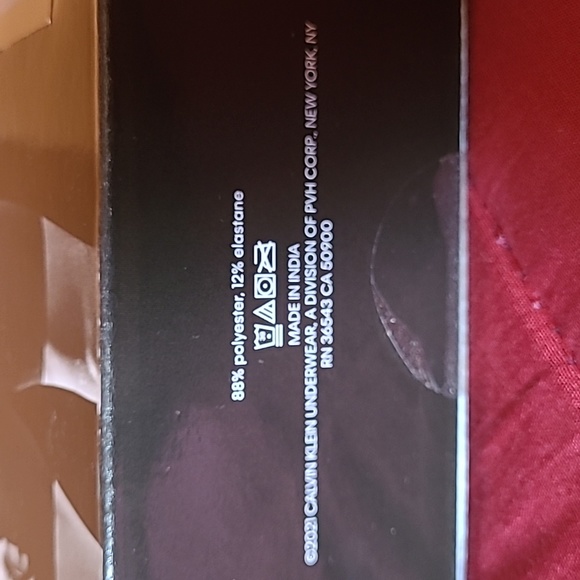 88% polyester, 12% elastane
MADE IN INDIA
©2021 CALVIN KLEIN UNDERWEAR, A DIVISION OF PVH CORP., NEW YORK, NY
RN 36543 CA 50900